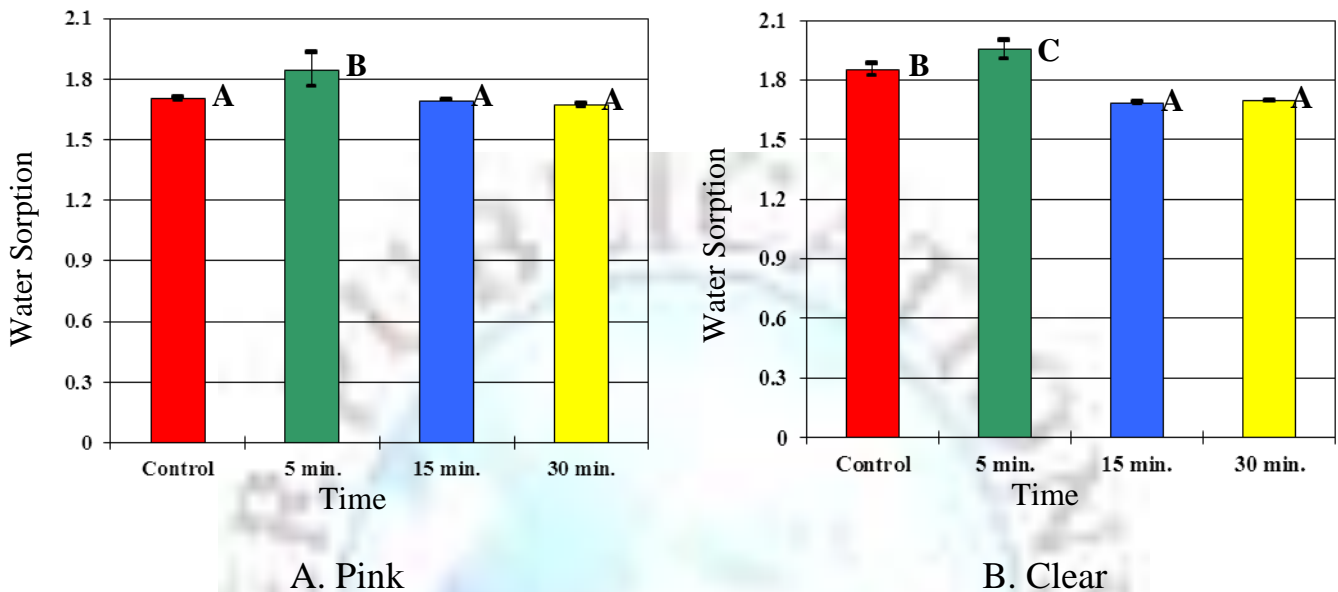 2.1
1.8
1.5
1.2
0.9
0.6
0.3
0
Water Sorption
A
B
A
A
Control
5 min.
15 min.
30 min.
Time
A. Pink
2.1
1.8
1.5
1.2
0.9
0.6
0.3
0
Water Sorption
B
C
A
A
Control
5 min.
15 min.
30 min.
Time
B. Clear